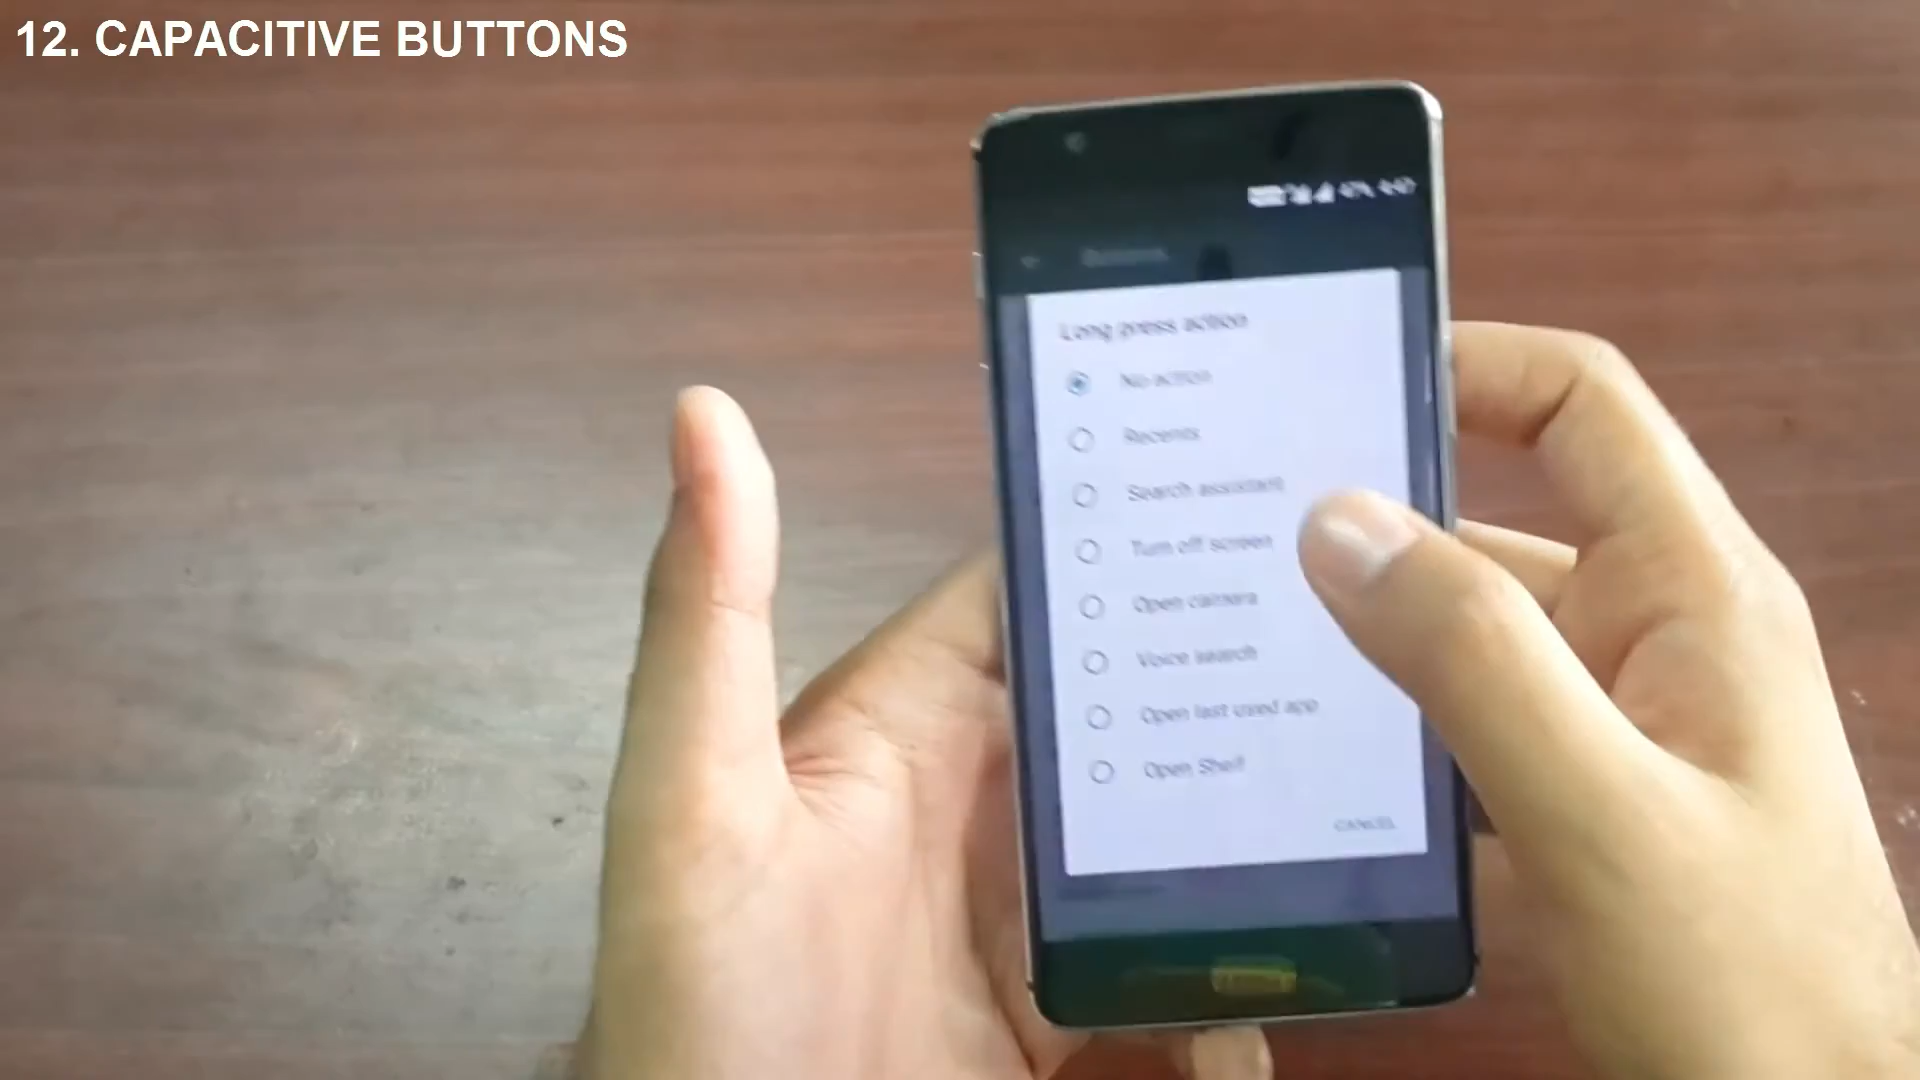 12. CAPACITIVE BUTTONS
Long press action
No action
Recents
Search assistant
Turn off screen
Open camera
Voice search
Open last used app
Open Shelf
CANCEL